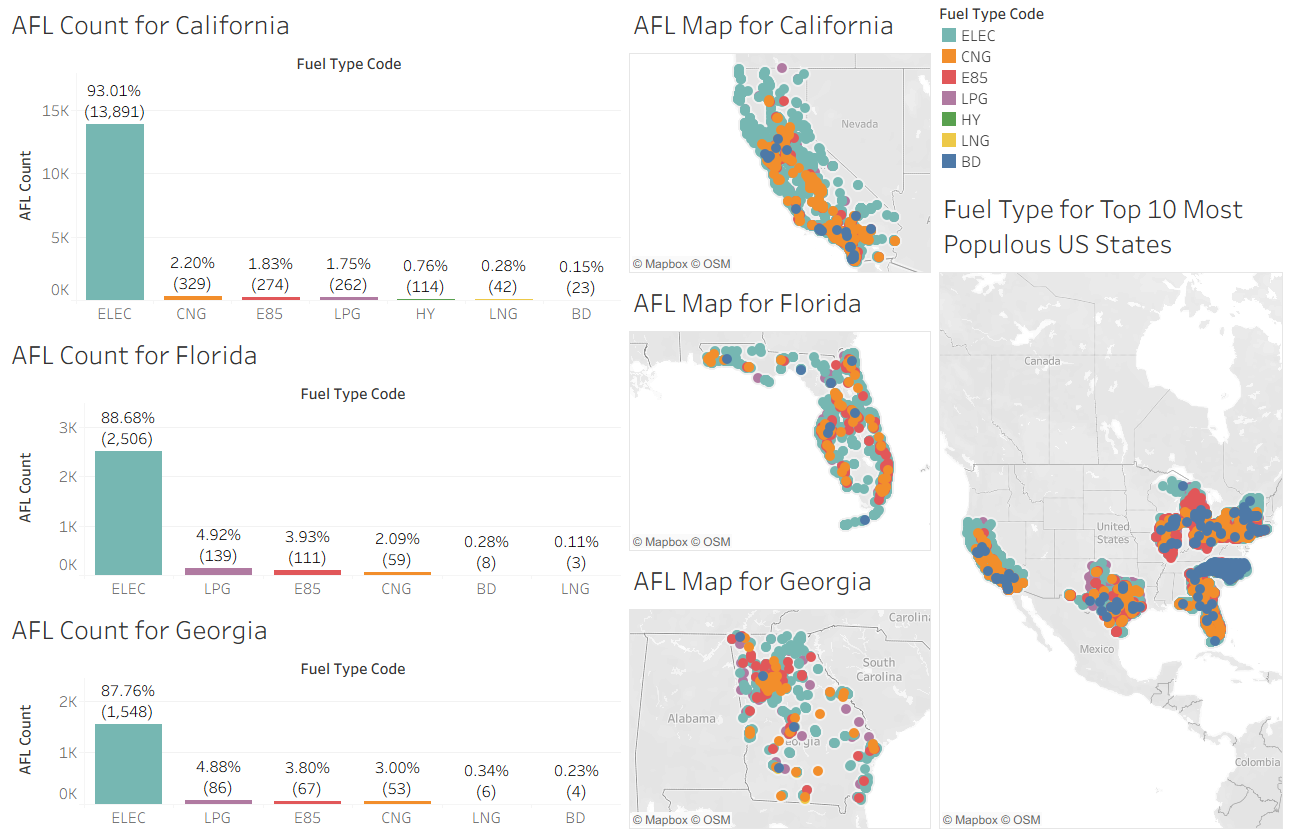 AFL Count for California
Fuel Type Code
93.01%
(13,891)
2.20%
(329)
1.83%
(274)
1.75%
(262)
0.76%
(114)
0.28%
(42)
0.15%
(23)
15K
10K
5K
0K
AFL Count
ELEC
CNG
E85
LPG
HY
LNG
BD
AFL Count for Florida
Fuel Type Code
88.68%
(2,506)
4.92%
(139)
3.93%
(111)
2.09%
(59)
0.28%
(8)
0.11%
(3)
3K
2K
1K
0K
AFL Count
ELEC
LPG
E85
CNG
BD
LNG
AFL Count for Georgia
Fuel Type Code
87.76%
(1,548)
4.88%
(86)
3.80%
(67)
3.00%
(53)
0.34%
(6)
0.23%
(4)
2K
1K
0K
AFL Count
ELEC
LPG
E85
CNG
LNG
BD
AFL Map for California
Nevada
© Mapbox © OSM
AFL Map for Florida
© Mapbox © OSM
AFL Map for Georgia
Carolin
South
Carolina
Alabama
eorgia
© Mapbox © OSM
Fuel Type Code
ELEC
CNG
E85
LPG
HY
LNG
BD
Fuel Type for Top 10 Most
Populous US States
Canada
United
States
Mexico
Colombia
© Mapbox © OSM